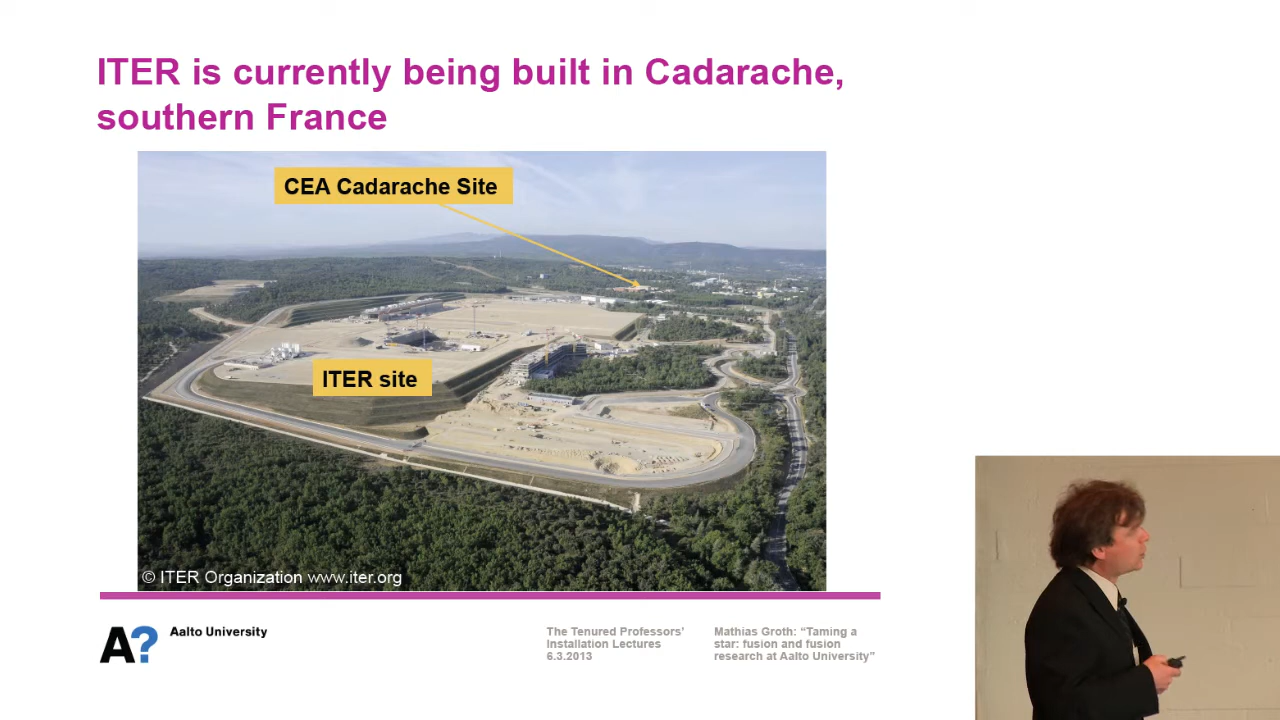 ITER is currently being built in Cadarache,
southern France
CEA Cadarache Site
ITER site
© ITER Organization www.iter.org
A?
Aalto University
The Tenured Professors'
Installation Lectures
6.3.2013
Mathias Groth: “Taming a
star: fusion and fusion
research at Aalto University”